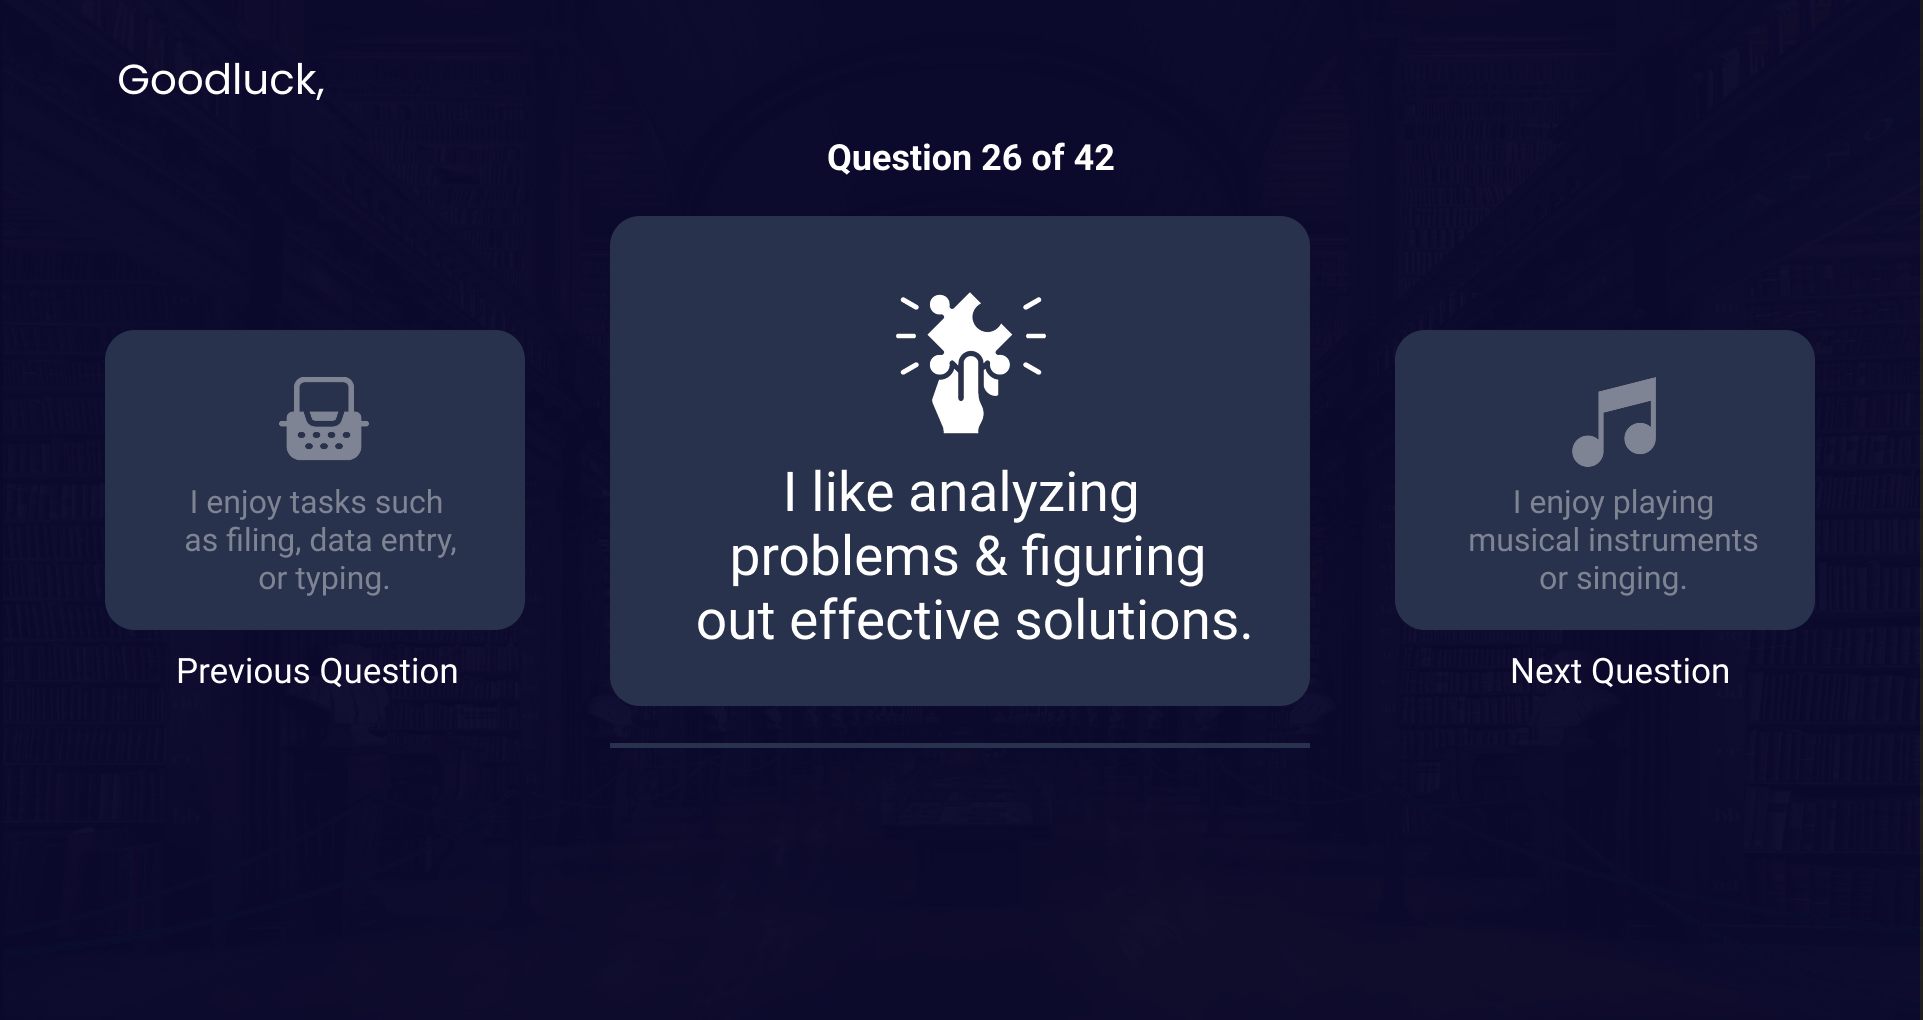 Goodluck,
Question 26 of 42
I enjoy tasks such
as filing, data entry,
or typing.
Previous Question
I like analyzing
problems & figuring
out effective solutions.
I enjoy playing
musical instruments
or singing.
Next Question